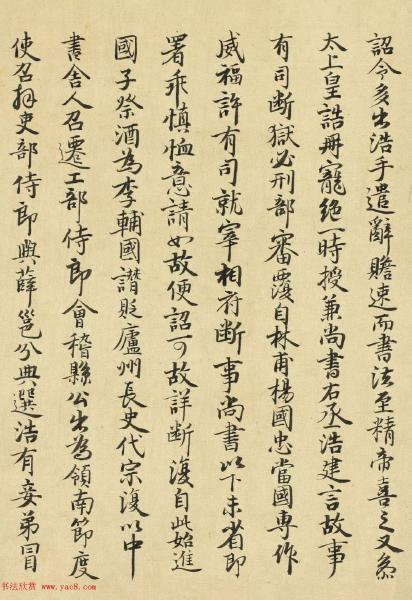 詔令多出浩手遣辭贍速而書法至精帝喜之又叅
太上皇誥冊寵絕一時授兼尚書右丞浩建言故事
有司断獄必刑部審覆自林甫楊國忠當國專作
威福許有司就宰相府断事尚書以下未省即
署乖慎恤意請如故便詔可故詳断復自此始進
國子祭酒為李輔國譖貶廬州長史代宗復以中
書舍人召遷工部侍郎會稽縣公出為領南節度
使召拜吏部侍郎與薛邕分典選浩有妾弟冒
书法欣赏 www.yac8.com